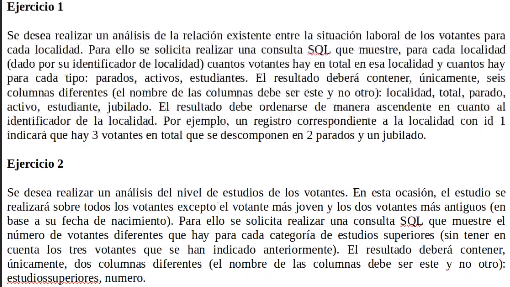 Ejercicio 1
Se desea realizar un análisis de la relación existente entre la situación laboral de los votantes para
cada localidad. Para ello se solicita realizar una consulta SQL que muestre, para cada localidad
(dado por su identificador de localidad) cuantos votantes hay en total en esa localidad y cuantos hay
para cada tipo: parados, activos, estudiantes. El resultado deberá contener, únicamente, seis
columnas diferentes (el nombre de las columnas debe ser este y no otro): localidad, total, parado,
activo, estudiante, jubilado. El resultado debe ordenarse de manera ascendente en cuanto al
identificador de la localidad. Por ejemplo, un registro correspondiente a la localidad con id 1
indicará que hay 3 votantes en total que se descomponen en 2 parados y un jubilado.
Ejercicio 2
Se desea realizar un análisis del nivel de estudios de los votantes. En esta ocasión, el estudio se
realizará sobre todos los votantes excepto el votante más joven y los dos votantes más antiguos (en
base a su fecha de nacimiento). Para ello se solicita realizar una consulta SQL que muestre el
número de votantes diferentes que hay para cada categoría de estudios superiores (sin tener en
cuenta los tres votantes que se han indicado anteriormente). El resultado deberá contener,
únicamente, dos columnas diferentes (el nombre de las columnas debe ser este y no otro):
estudiossuperiores, numero.